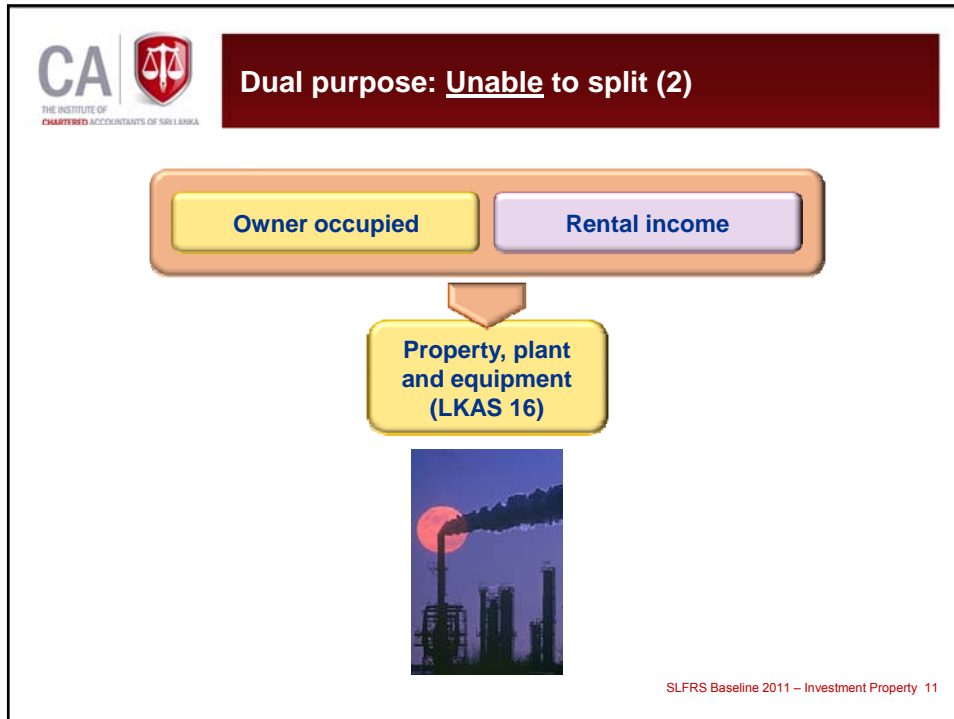 CA
THE INSTITUTE OF
CHARTERED ACCOUNTANTS OF SRI LANKA
Dual purpose: Unable to split (2)
Owner occupied
Rental income
Property, plant
and equipment
(LKAS 16)
SLFRS Baseline 2011 – Investment Property 11